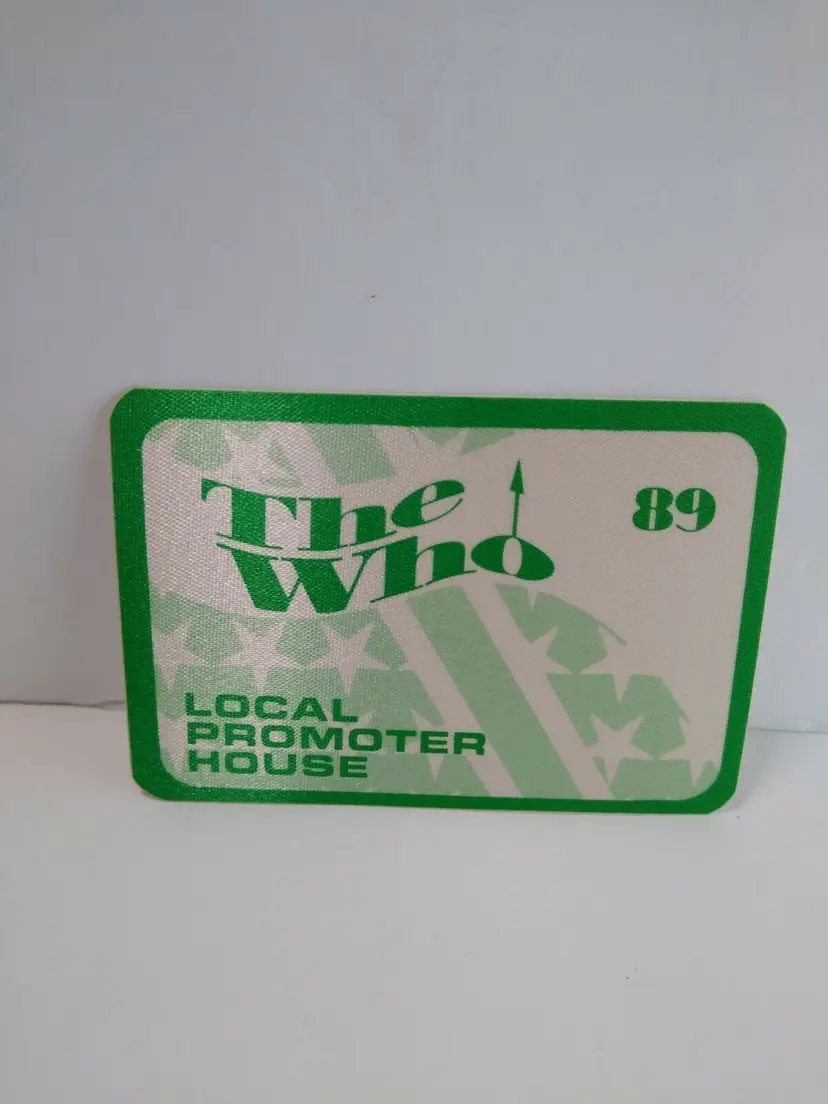 The
Who
89
LOCAL
PROMOTER
HOUSE